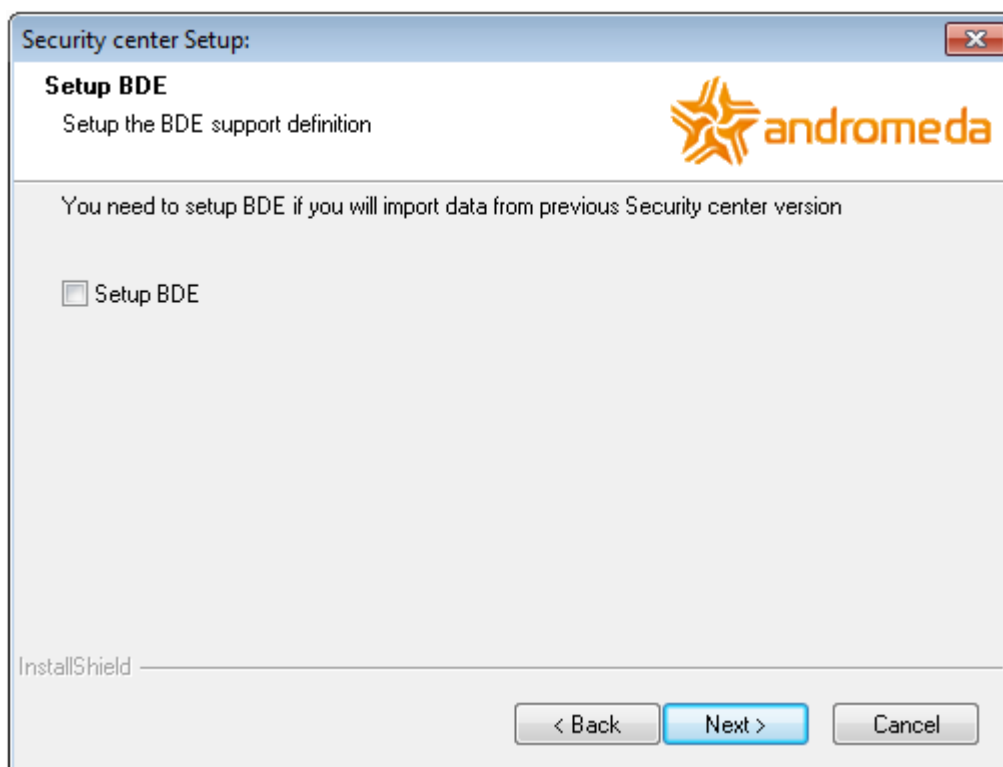 Security center Setup:
Setup BDE
Setup the BDE support definition
andromeda
You need to setup BDE if you will import data from previous Security center version
Setup BDE
InstallShield
< Back
Next >
Cancel